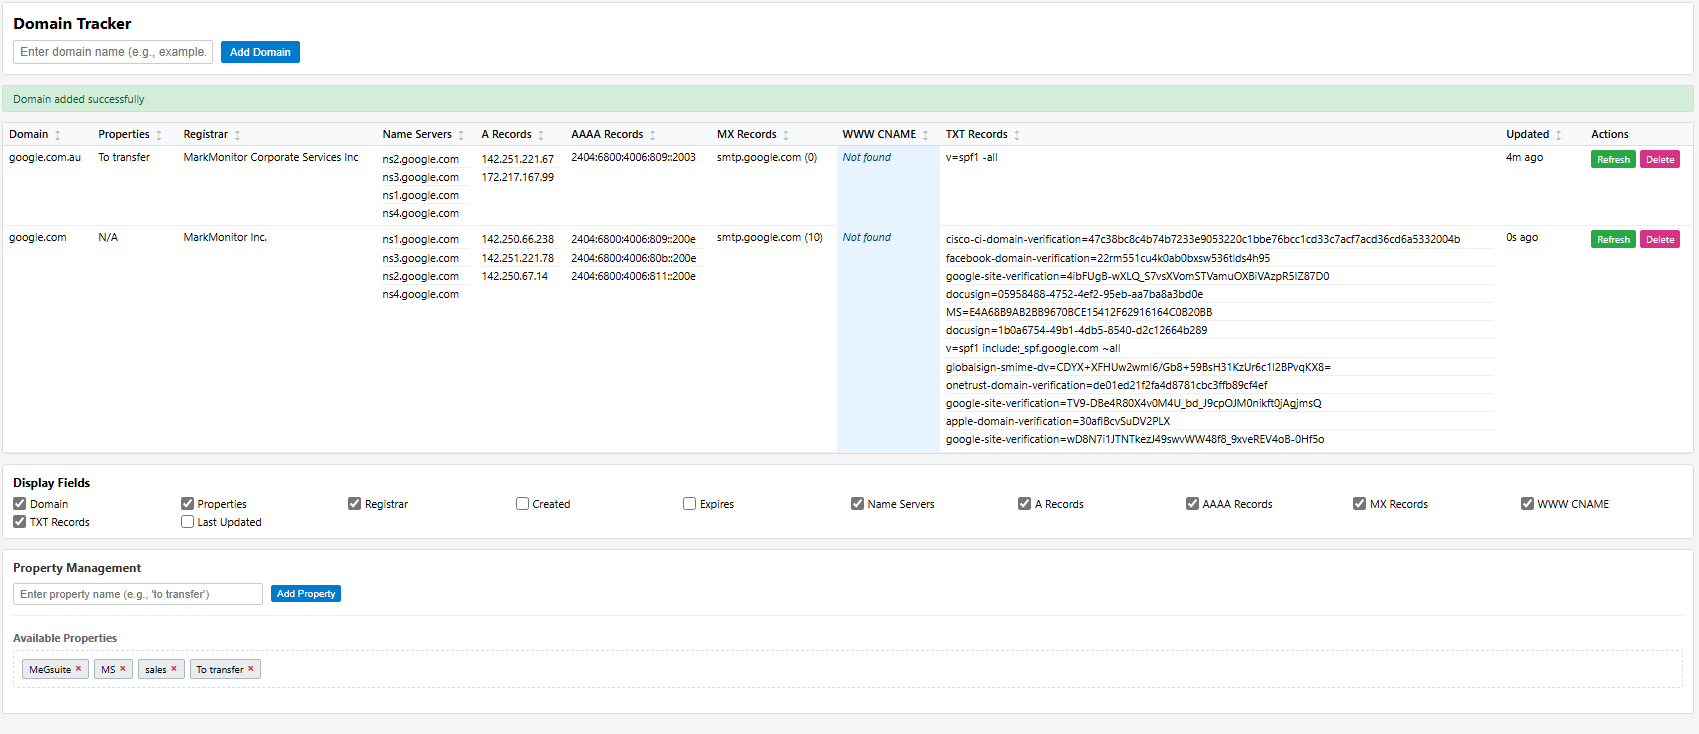 Domain Tracker
Enter domain name (e.g., example. Add Domain
Domain added successfully
Domain Properties Registrar Name Servers A Records AAAA Records MX Records WWW CNAME TXT Records Updated Actions
google.com.au To transfer MarkMonitor Corporate Services Inc ns2.google.com 142.251.221.67 2404:6800:4006:809::2003 smtp.google.com (0) Not found v=spf1 -all 4m ago Refresh Delete
ns3.google.com 172.217.167.99
ns1.google.com
ns4.google.com
google.com N/A MarkMonitor Inc. ns1.google.com 142.250.66.238 2404:6800:4006:809::200e smtp.google.com (10) Not found cisco-ci-domain-verification=47c38bc8c4b74b7233e9053220c1bbe76bcc1cd33c7acf7acd36cd6a5332004b 0s ago Refresh Delete
ns3.google.com 142.251.221.78 2404:6800:4006:80b::200e facebook-domain-verification=22rm551cu4k0ab0bxsw536tlds4h95
ns2.google.com 142.250.67.14 2404:6800:4006:811::200e google-site-verification=4ibFUgB-wXLQ_S7vsXVomSTVamuOXBiVAzpR5IZ87D0
ns4.google.com docusign=05958488-4752-4ef2-95eb-aa7ba8a3bd0e
MS=E4A68B9AB2BB9670BCE15412F62916164C0B20BB
docusign=1b0a6754-49b1-4db5-8540-d2c12664b289
v=spf1 include:_spf.google.com ~all
globalsign-smime-dv=CDYX+XFHUw2wml6/Gb8+59BsH31KzUr6c1l2BPvqKX8=
onetrust-domain-verification=de01ed21f2fa4d8781cbc3ffb89cf4ef
google-site-verification=TV9-DBe4R80X4v0M4U_bd_J9cpOJM0nikft0jAgjmsQ
apple-domain-verification=30afIBcvSuDV2PLX
google-site-verification=wD8N7i1JTNTkezJ49swvWW48f8_9xveREV4oB-0Hf5o
Display Fields
Domain Properties Registrar Created Expires Name Servers A Records AAAA Records MX Records WWW CNAME
TXT Records Last Updated
Property Management
Enter property name (e.g., 'to transfer') Add Property
Available Properties
MeGsuite × MS × sales × To transfer ×